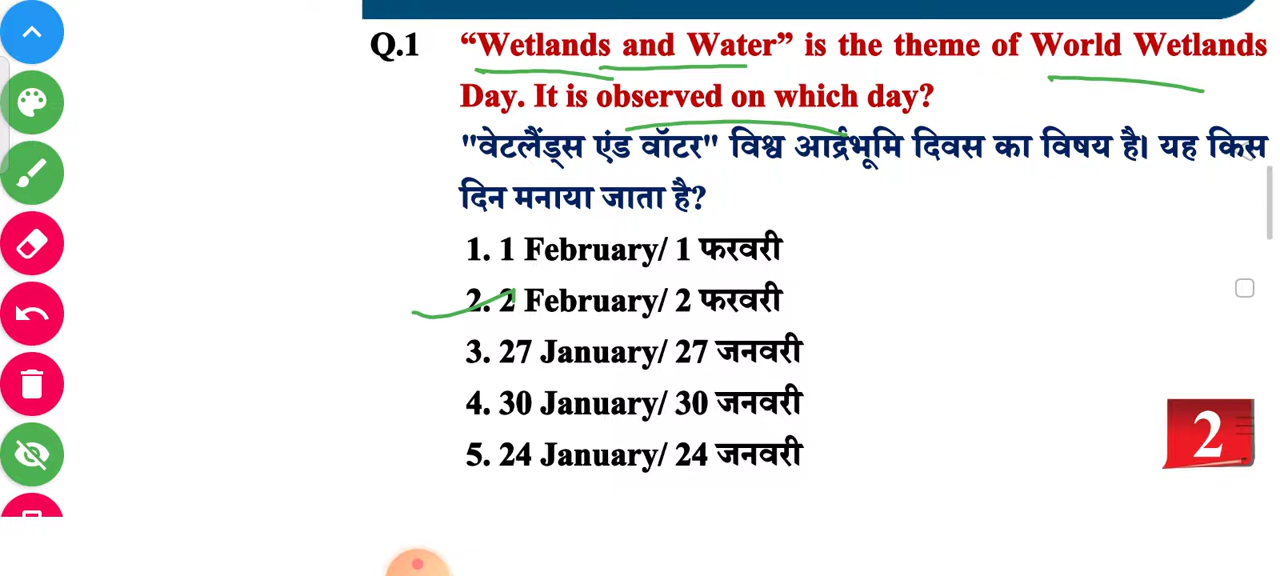 Q.1 “Wetlands and Water” is the theme of World Wetlands
Day. It is observed on which day?
"वेटलैंड्स एंड वॉटर" विश्व आर्द्रभूमि दिवस का विषय है। यह किस
दिन मनाया जाता है?
1. 1 February/ 1 फरवरी
2. 2 February/ 2 फरवरी
3. 27 January/ 27 जनवरी
4. 30 January/ 30 जनवरी
5. 24 January/ 24 जनवरी
2